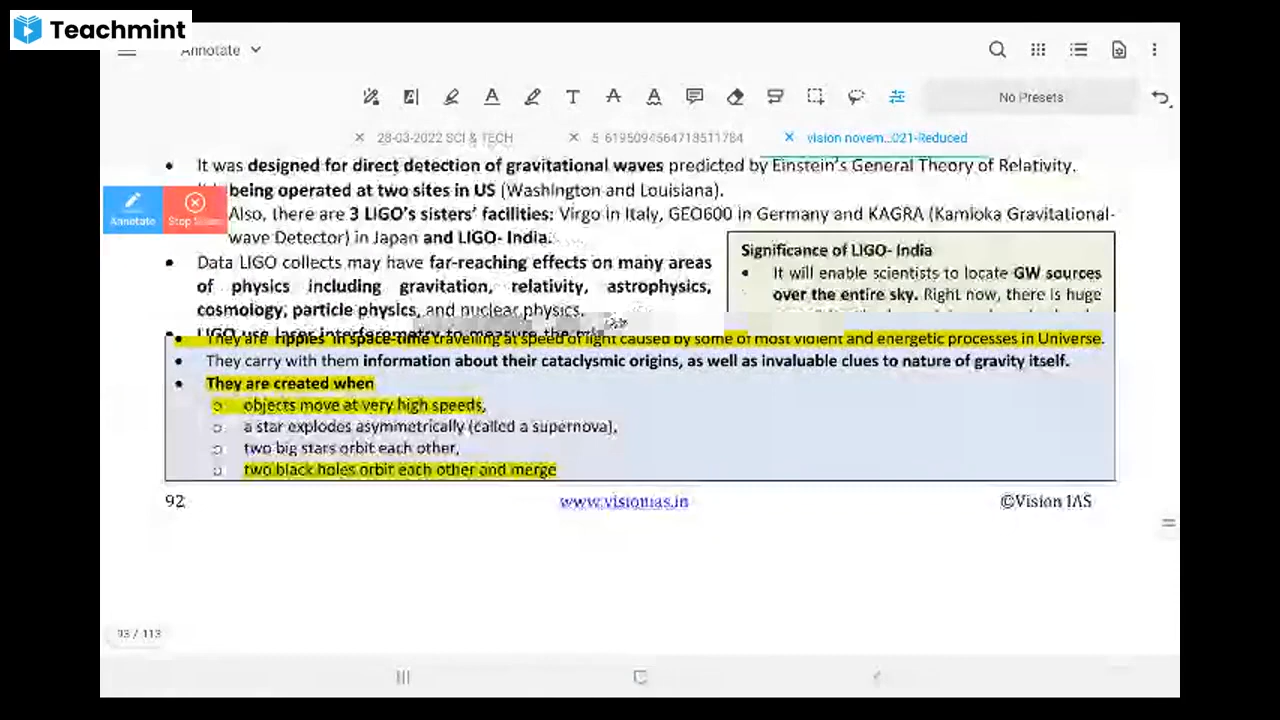 Teachmint
Annotate
No Presets
28-03-2022 SCI & TECH
5 6195094564718511784
vision novem...021-Reduced
• It was designed for direct detection of gravitational waves predicted by Einstein's General Theory of Relativity.
being operated at two sites in US (Washington and Louisiana).
Annotate
Stop
Also, there are 3 LIGO's sisters' facilities: Virgo in Italy, GEO600 in Germany and KAGRA (Kamioka Gravitational-
wave Detector) in Japan and LIGO- India.
• Data LIGO collects may have far-reaching effects on many areas
of physics including gravitation, relativity, astrophysics,
cosmology, particle physics, and nuclear physics.
Significance of LIGO- India
• It will enable scientists to locate GW sources
over the entire sky. Right now, there is huge
• LIGO use laser interferometry to measure the
• They are ripples in space-time travelling at speed of light caused by some of most violent and energetic processes in Universe.
• They carry with them information about their cataclysmic origins, as well as invaluable clues to nature of gravity itself.
• They are created when
o objects move at very high speeds,
o a star explodes asymmetrically (called a supernova),
o two big stars orbit each other,
o two black holes orbit each other and merge
92
www.visionias.in
©Vision IAS
93 / 113